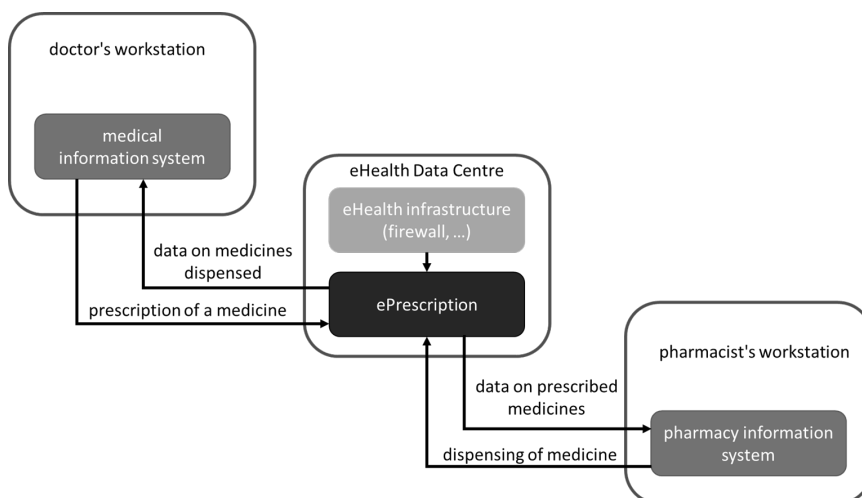 doctor's workstation
medical
information system
eHealth Data Centre
eHealth infrastructure
(firewall, ...)
data on medicines
dispensed
ePrescription
prescription of a medicine
pharmacist's workstation
data on prescribed
medicines
pharmacy information
system
dispensing of medicine